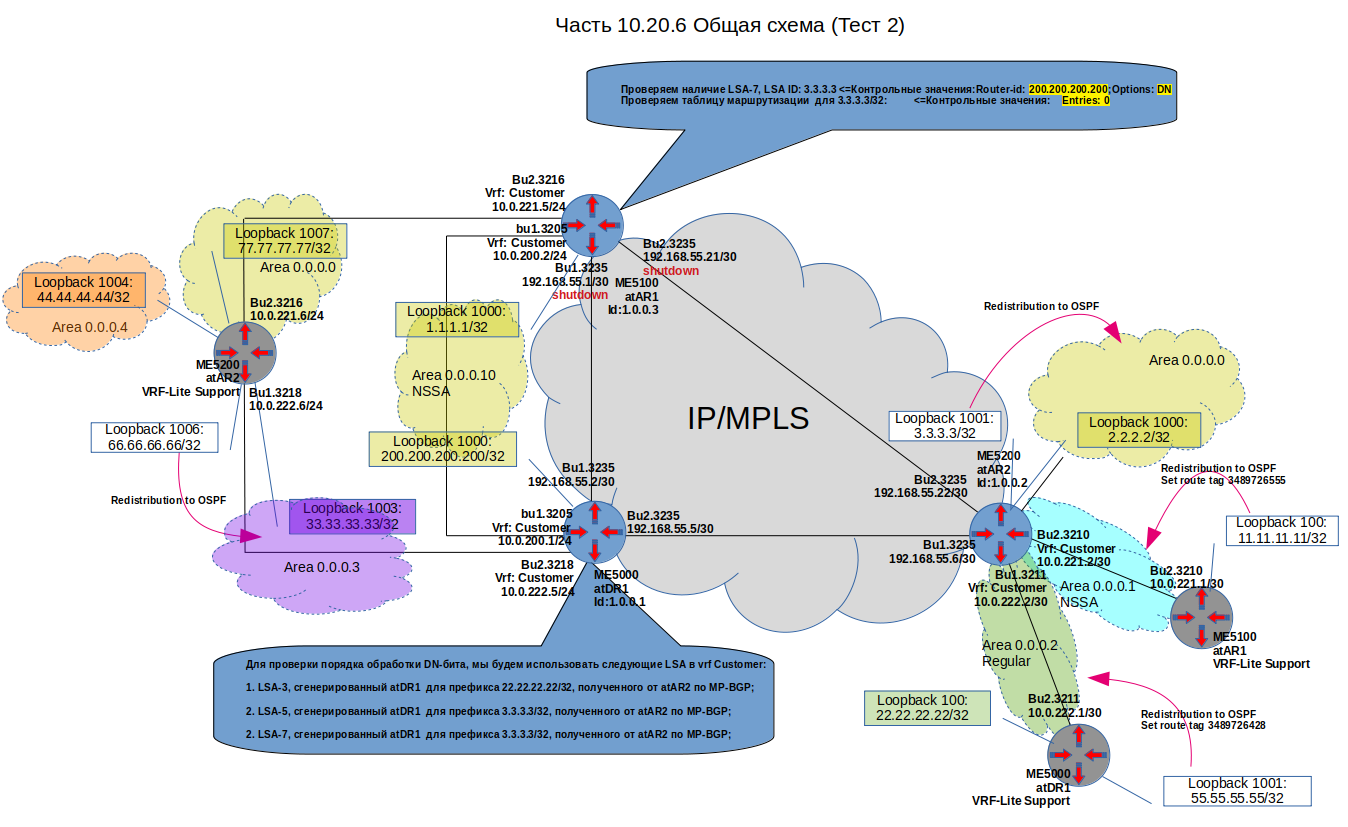 Часть 10.20.6 Общая схема (Тест 2)
Проверяем наличие LSA-7, LSA ID: 3.3.3.3 <=Контрольные значения:Router-id: 200.200.200.200;Options: DN
Проверяем таблицу маршрутизации для 3.3.3.3/32: <=Контрольные значения: Entries: 0
Bu2.3216
Vrf: Customer
10.0.221.5/24
bu1.3205
Vrf: Customer
10.0.200.2/24
Bu1.3235
192.168.55.1/30
shutdown
Bu2.3235
192.168.55.21/30
shutdown
ME5100
atAR1
Id:1.0.0.3
Loopback 1007:
77.77.77.77/32
Area 0.0.0.0
Loopback 1004:
44.44.44.44/32
Area 0.0.0.4
Bu2.3216
10.0.221.6/24
ME5200
atAR2
VRF-Lite Support
Bu1.3218
10.0.222.6/24
Loopback 1000:
1.1.1.1/32
Area 0.0.0.10
NSSA
Loopback 1000:
200.200.200.200/32
Loopback 1006:
66.66.66.66/32
Redistribution to OSPF
Loopback 1003:
33.33.33.33/32
Area 0.0.0.3
IP/MPLS
Bu1.3235
192.168.55.2/30
bu1.3205
Vrf: Customer
10.0.200.1/24
Bu2.3235
192.168.55.5/30
Bu2.3218
Vrf: Customer
10.0.222.5/24
ME5000
atDR1
Id:1.0.0.1
Redistribution to OSPF
Area 0.0.0.0
Loopback 1001:
3.3.3.3/32
Loopback 1000:
2.2.2.2/32
ME5200
atAR2
Id:1.0.0.2
Bu2.3235
192.168.55.22/30
Bu1.3235
192.168.55.6/30
Redistribution to OSPF
Set route tag 3489726555
Loopback 100:
11.11.11.11/32
Bu2.3210
Vrf: Customer
10.0.221.2/30
Bu2.3210
10.0.221.1/30
Area 0.0.0.1
NSSA
Bu1.3211
Vrf: Customer
10.0.222.2/30
ME5100
atAR1
VRF-Lite Support
Area 0.0.0.2
Regular
Loopback 100:
22.22.22.22/32
Bu2.3211
10.0.222.1/30
Redistribution to OSPF
Set route tag 3489726428
ME5000
atDR1
VRF-Lite Support
Loopback 1001:
55.55.55.55/32
Для проверки порядка обработки DN-бита, мы будем использовать следующие LSA в vrf Customer:
1. LSA-3, сгенерированный atDR1 для префикса 22.22.22.22/32, полученного от atAR2 по MP-BGP;
2. LSA-5, сгенерированный atDR1 для префикса 3.3.3.3/32, полученного от atAR2 по MP-BGP;
2. LSA-7, сгенерированный atDR1 для префикса 3.3.3.3/32, полученного от atAR2 по MP-BGP;